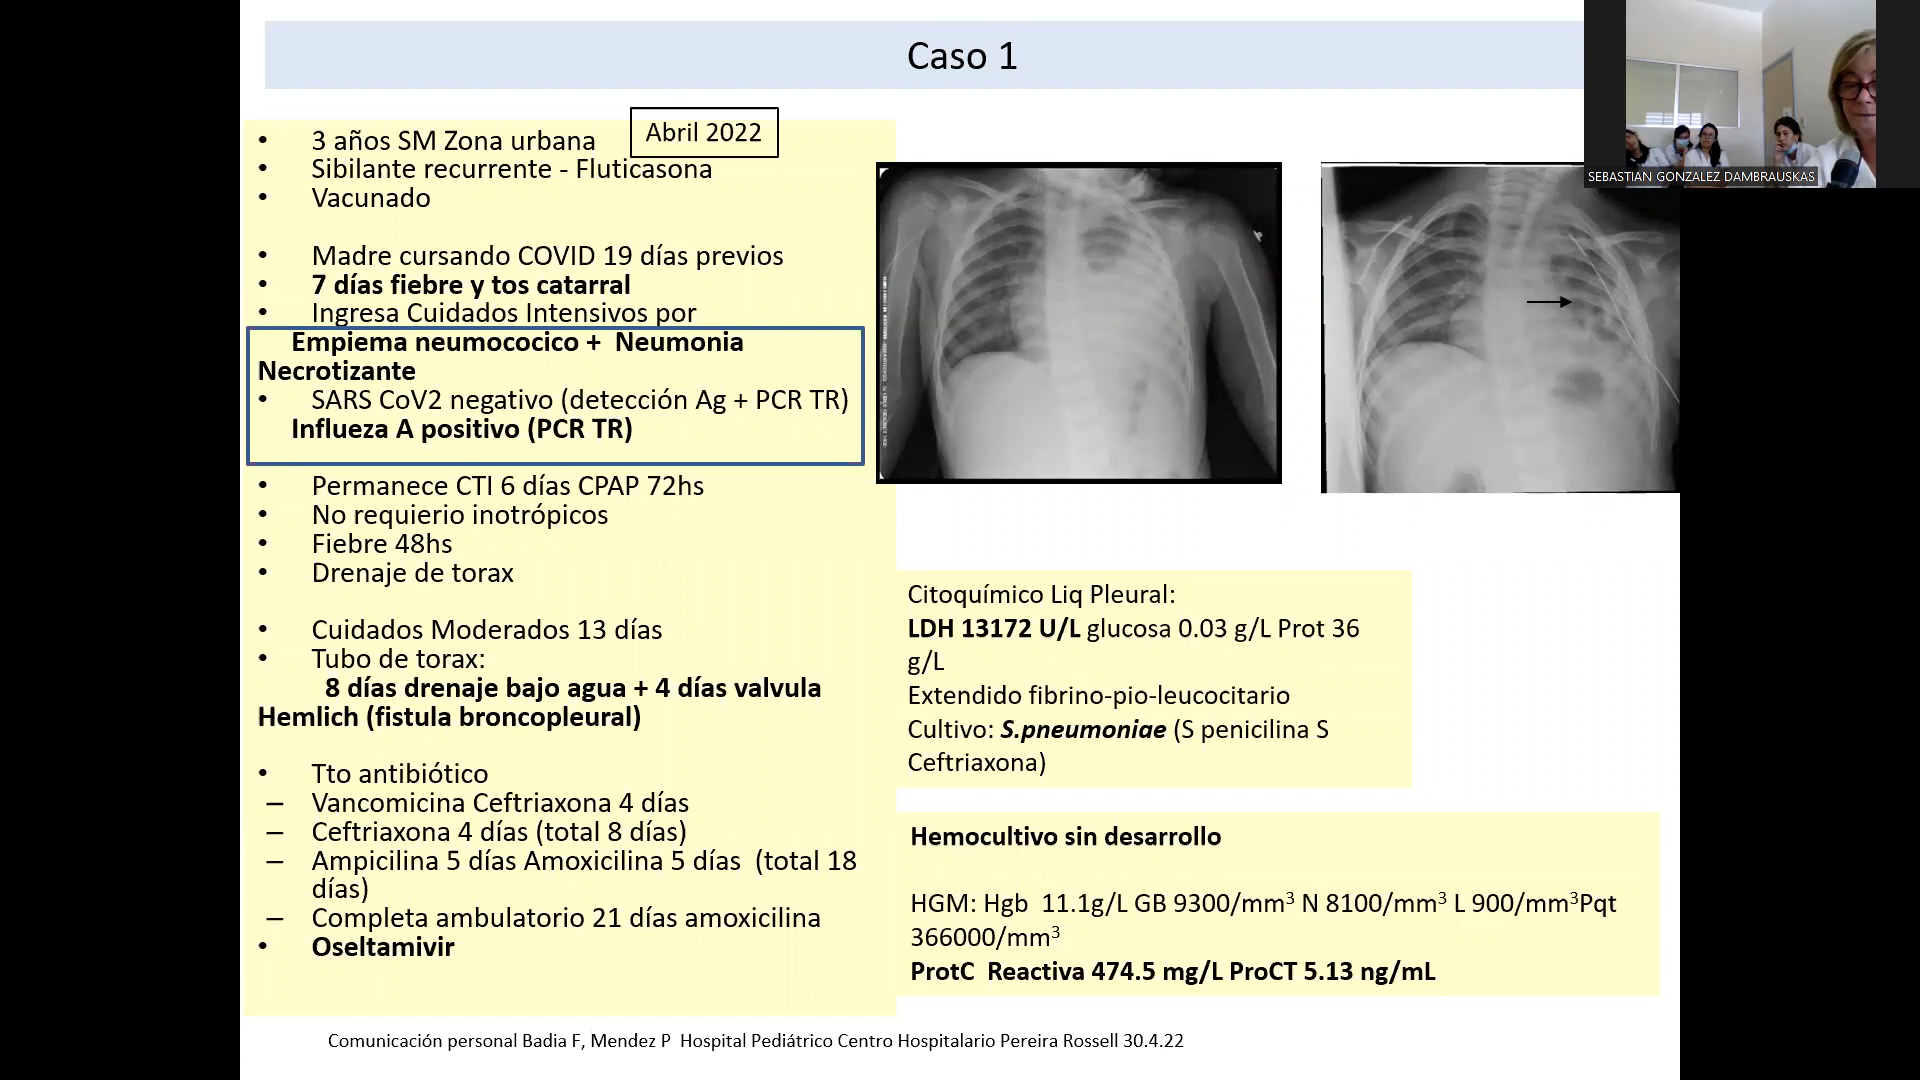 Caso 1
Abril 2022
3 años SM Zona urbana
Sibilante recurrente - Fluticasona
Vacunado
Madre cursando COVID 19 días previos
7 días fiebre y tos catarral
Ingresa Cuidados Intensivos por
Empiema neumococico + Neumonia
Necrotizante
SARS CoV2 negativo (detección Ag + PCR TR)
Influeza A positivo (PCR TR)
Permanece CTI 6 días CPAP 72hs
No requierio inotrópicos
Fiebre 48hs
Drenaje de torax
Cuidados Moderados 13 días
Tubo de torax:
8 días drenaje bajo agua + 4 días valvula
Hemlich (fistula broncopleural)
Tto antibiótico
– Vancomicina Ceftriaxona 4 días
– Ceftriaxona 4 días (total 8 días)
– Ampicilina 5 días Amoxicilina 5 días (total 18
días)
– Completa ambulatorio 21 días amoxicilina
Oseltamivir
SEBASTIAN GONZALEZ DAMBRAUSKAS
Citoquímico Liq Pleural:
LDH 13172 U/L glucosa 0.03 g/L Prot 36
g/L
Extendido fibrino-pio-leucocitario
Cultivo: S.pneumoniae (S penicilina S
Ceftriaxona)
Hemocultivo sin desarrollo
HGM: Hgb 11.1g/L GB 9300/mm³ N 8100/mm³ L 900/mm³Pqt
366000/mm³
ProtC Reactiva 474.5 mg/L ProCT 5.13 ng/mL
Comunicación personal Badia F, Mendez P Hospital Pediátrico Centro Hospitalario Pereira Rossell 30.4.22